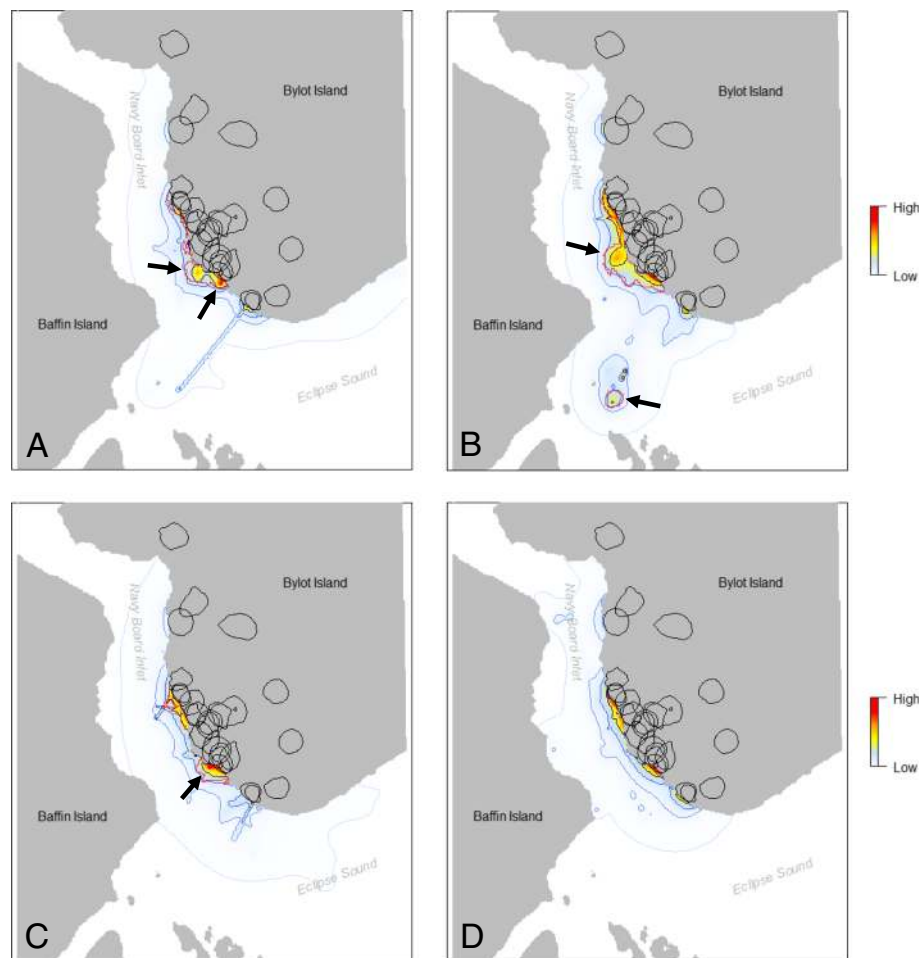 Bylot Island
Navy Board Inlet
Baffin Island
Eclipse Sound
A
Bylot Island
Navy Board Inlet
Baffin Island
Eclipse Sound
B
High
Low
Bylot Island
Navy Board Inlet
Baffin Island
Eclipse Sound
C
Bylot Island
Navy Board Inlet
Baffin Island
Eclipse Sound
D
High
Low